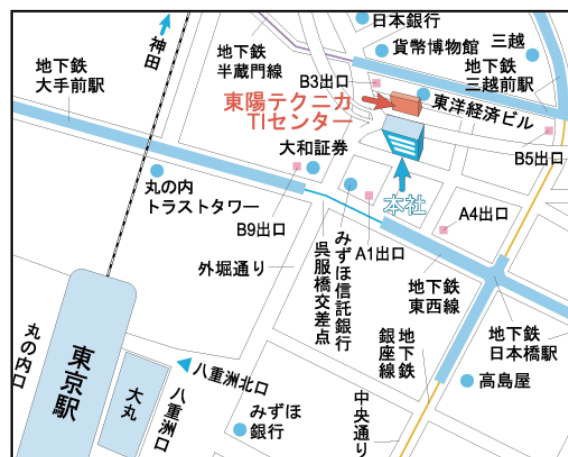 神田
地下鉄
大手前駅
地下鉄
半蔵門線
日本銀行
貨幣博物館
三越
地下鉄
三越前駅
B3出口
東陽テクニカ
TIセンター
東洋経済ビル
大和証券
B5出口
丸の内
トラストタワー
B9出口
本社
A1出口
A4出口
外堀通り
呉服橋交差点
みずほ信託銀行
地下鉄
東西線
地下鉄
日本橋駅
地下鉄
銀座線
丸の内口
東京駅
大丸
八重洲北口
八重洲口
みずほ
銀行
中央通り
高島屋